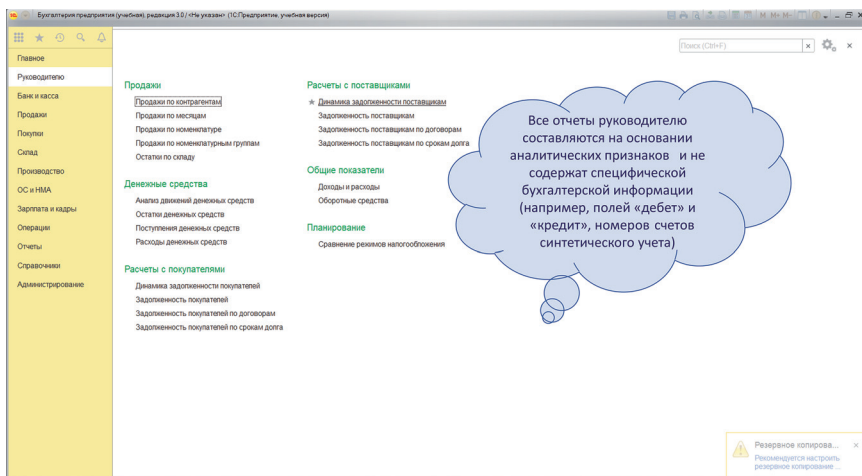 Бухгалтерия предприятия (учебная), редакция 3.0 / <Не указан> (1С:Предприятие, учебная версия)
M M+ M-
Поиск (Ctrl+F)
Главное
Руководителю
Банк и касса
Продажи
Покупки
Склад
Производство
ОС и НМА
Зарплата и кадры
Операции
Отчеты
Справочники
Администрирование
Продажи
Продажи по контрагентам
Продажи по месяцам
Продажи по номенклатуре
Продажи по номенклатурным группам
Остатки по складу
Денежные средства
Анализ движений денежных средств
Остатки денежных средств
Поступления денежных средств
Расходы денежных средств
Расчеты с покупателями
Динамика задолженности покупателей
Задолженность покупателей
Задолженность покупателей по договорам
Задолженность покупателей по срокам долга
Расчеты с поставщиками
Динамика задолженности поставщикам
Задолженность поставщикам
Задолженность поставщикам по договорам
Задолженность поставщикам по срокам долга
Общие показатели
Доходы и расходы
Оборотные средства
Планирование
Сравнение режимов налогообложения
Все отчеты руководителю
составляются на основании
аналитических признаков и не
содержат специфической
бухгалтерской информации
(например, полей «дебет» и
«кредит», номеров счетов
синтетического учета)
Резервное копирова...
Рекомендуется настроить
резервное копирование ...